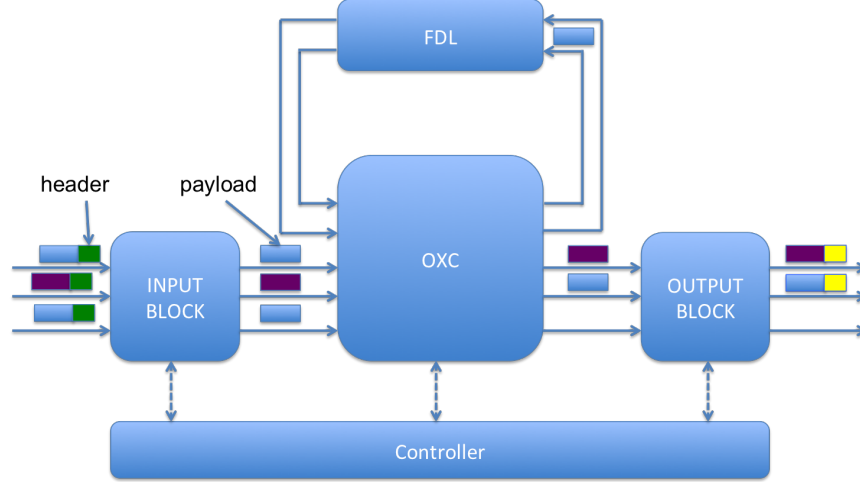 FDL
header
payload
INPUT
BLOCK
OXC
OUTPUT
BLOCK
Controller